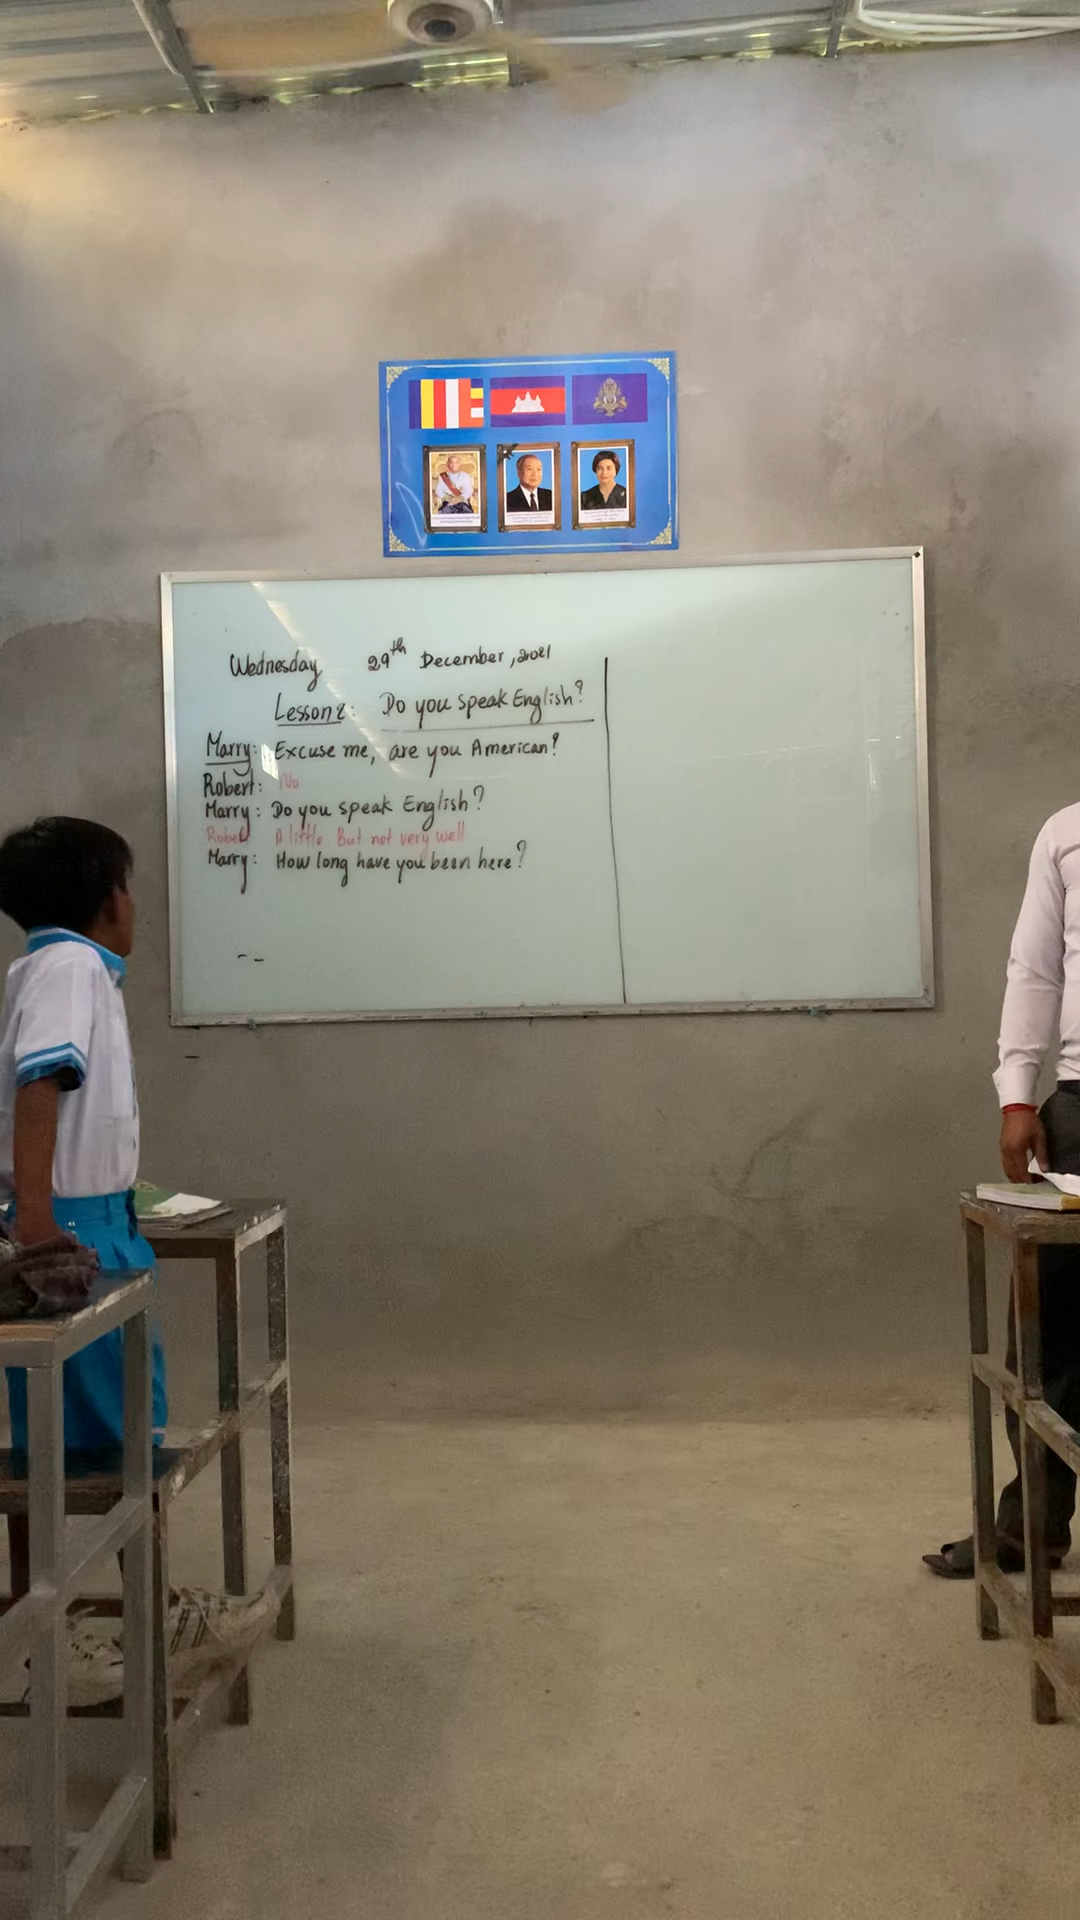 Wednesday 29th December, 2021
Lesson 2: Do you speak English?
Marry: Excuse me, are you American?
Robert: No
Marry: Do you speak English?
Robert: A little. But not very well
Marry: How long have you been here?